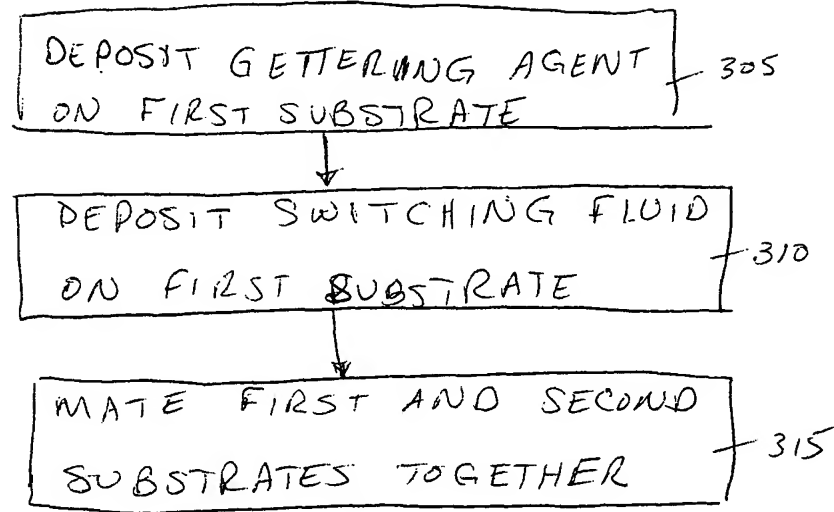 DEPOSIT GETTERING AGENT
ON FIRST SUBSTRATE
305
DEPOSIT SWITCHING FLUID
ON FIRST SUBSTRATE
310
MATE FIRST AND SECOND
SUBSTRATES TOGETHER
315